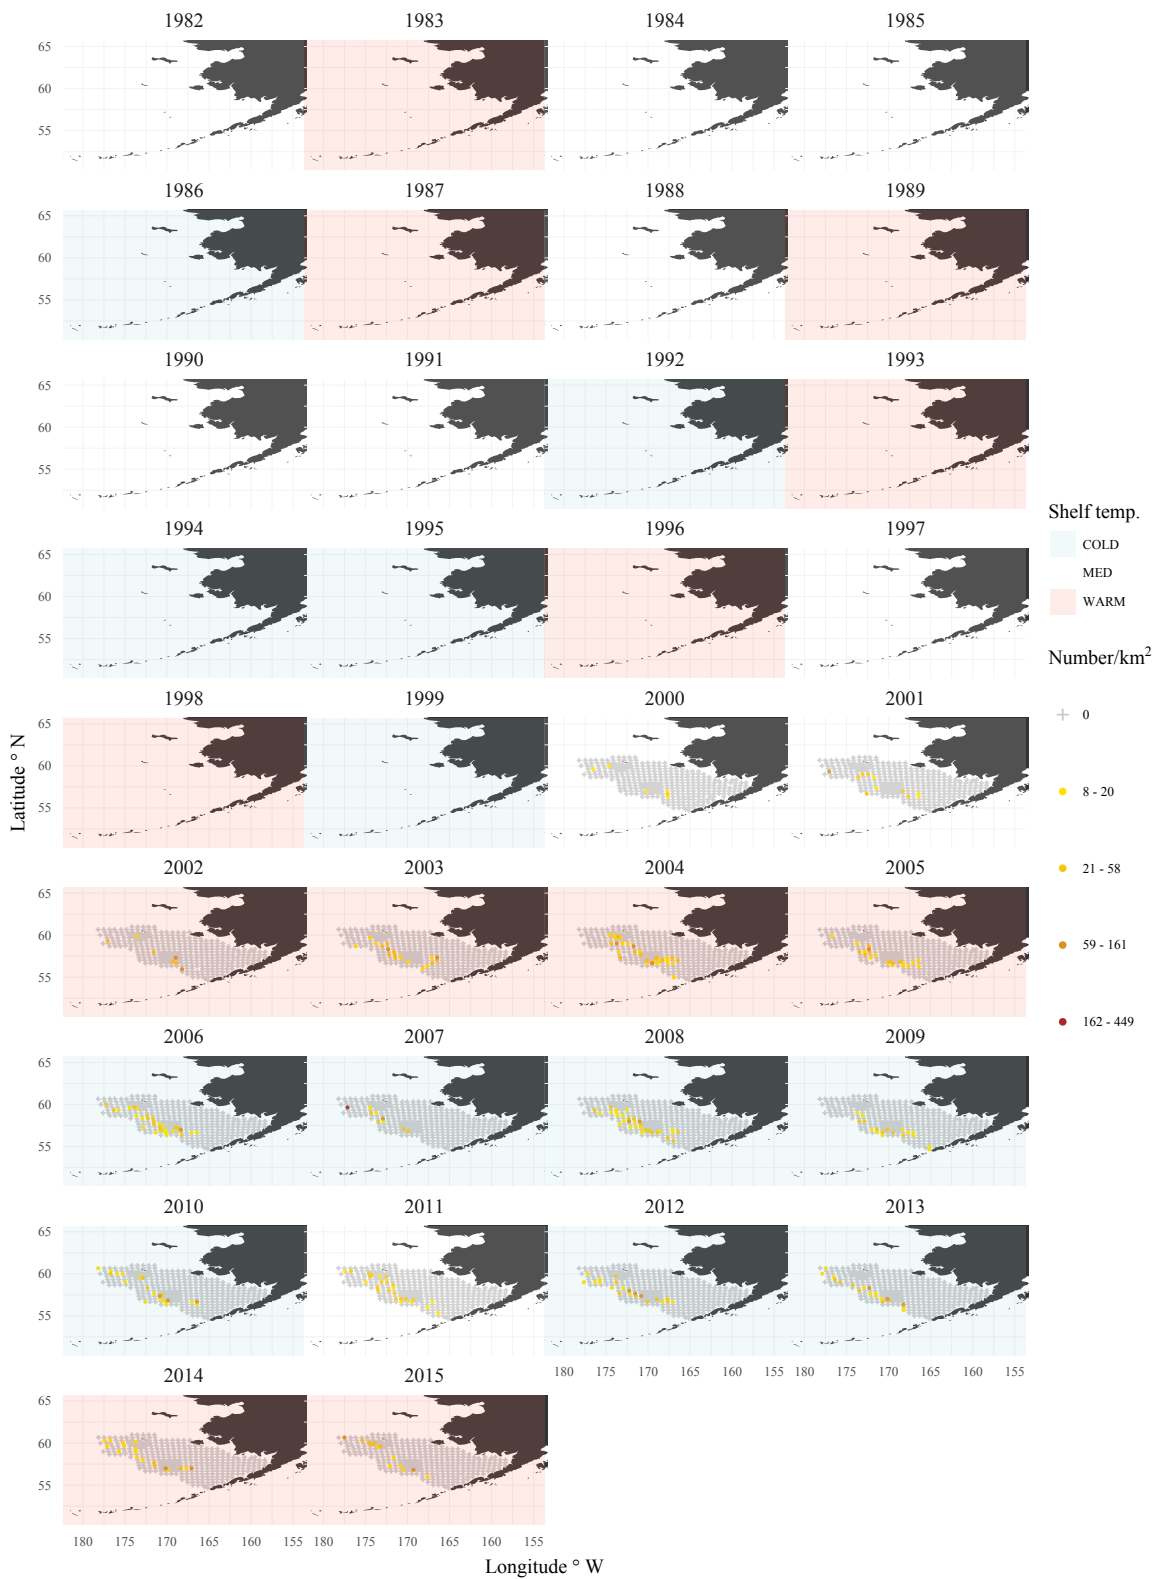 1982 1983 1984 1985
65
60
55
1986 1987 1988 1989
65
60
55
1990 1991 1992 1993
65
60
55
1994 1995 1996 1997
65
60
55
1998 1999 2000 2001
65
60
55
2002 2003 2004 2005
65
60
55
2006 2007 2008 2009
65
60
55
2010 2011 2012 2013
65
60
55
180 175 170 165 160 155 180 175 170 165 160 155
2014 2015
65
60
55
180 175 170 165 160 155 180 175 170 165 160 155
Longitude ° W
Latitude ° N
Shelf temp.
COLD
MED
WARM
Number/km²
0
8 - 20
21 - 58
59 - 161
162 - 449